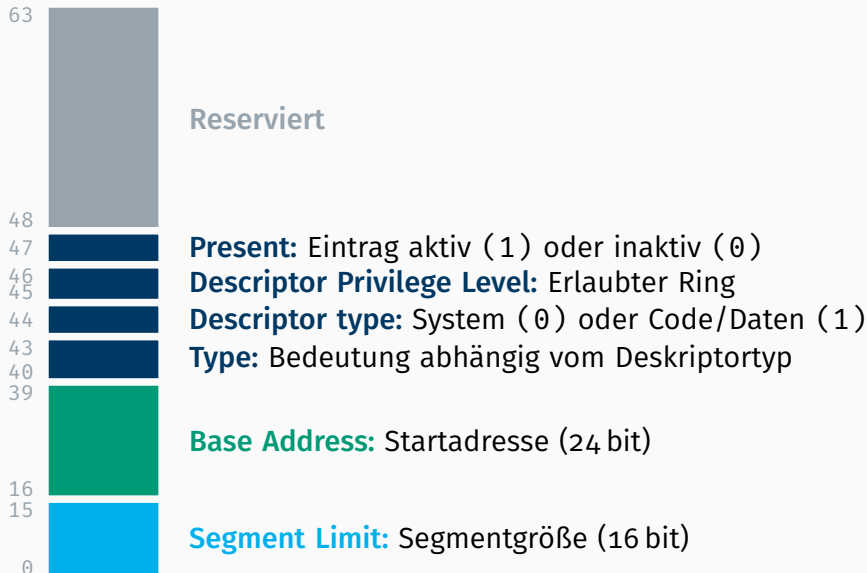 63
Reserviert
48
47 Present: Eintrag aktiv (1) oder inaktiv (0)
46
45 Descriptor Privilege Level: Erlaubter Ring
44 Descriptor type: System (0) oder Code/Daten (1)
43 Type: Bedeutung abhängig vom Deskriptortyp
40
39
Base Address: Startadresse (24 bit)
16
15
Segment Limit: Segmentgröße (16 bit)
0